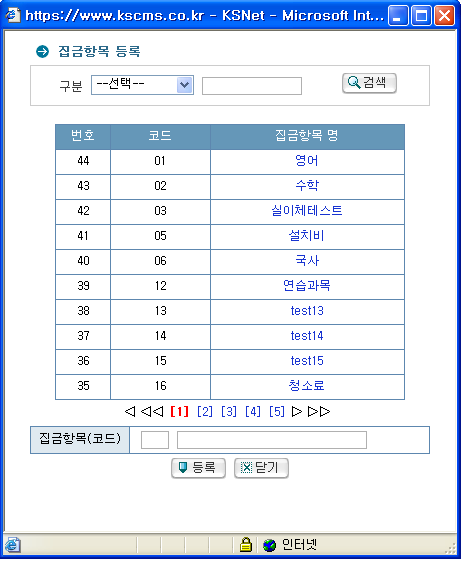 https://www.kscms.co.kr - KSNet - Microsoft Int...
집금항목 등록
구분 --선택-- 검색
번호 코드 집금항목 명
44 01 영어
43 02 수학
42 03 실이체테스트
41 05 설치비
40 06 국사
39 12 연습과목
38 13 test13
37 14 test14
36 15 test15
35 16 청소료
[1] [2] [3] [4] [5]
집금항목(코드)
등록 닫기
인터넷